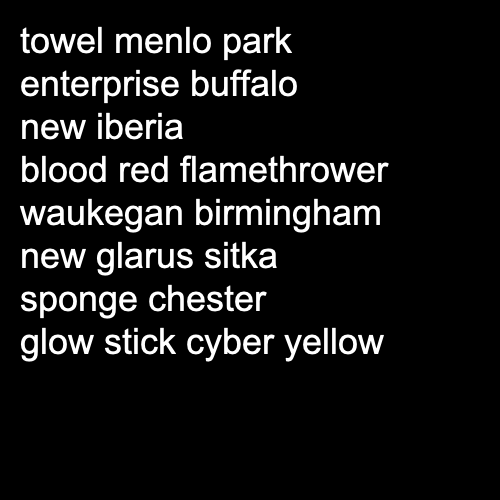 towel menlo park
enterprise buffalo
new iberia
blood red flamethrower
waukegan birmingham
new glarus sitka
sponge chester
glow stick cyber yellow